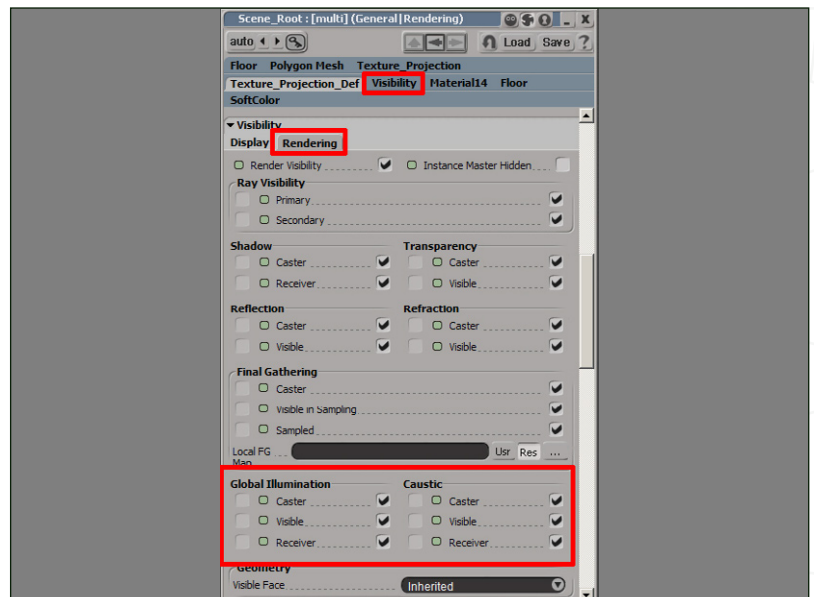 Scene_Root : [multi] (General|Rendering)
auto Load Save ?
Floor Polygon Mesh Texture_Projection
Texture_Projection_Def Visibility Material14 Floor
SoftColor
Visibility
Display Rendering
Render Visibility Instance Master Hidden
Ray Visibility
Primary
Secondary
Shadow Transparency
Caster Caster
Receiver Visible
Reflection Refraction
Caster Caster
Visible Visible
Final Gathering
Caster
Visible in Sampling
Sampled
Local FG Usr Res ...
Map
Global Illumination Caustic
Caster Caster
Visible Visible
Receiver Receiver
Geometry
Visible Face Inherited